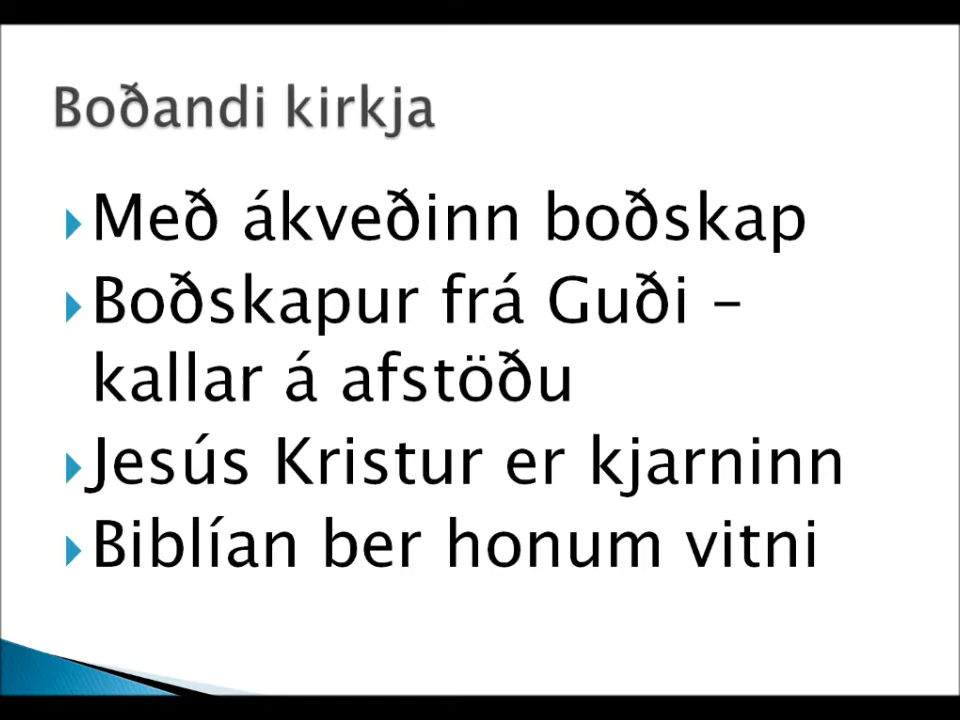 Boðandi kirkja
Með ákveðinn boðskap
Boðskapur frá Guði –
kallar á afstöðu
Jesús Kristur er kjarninn
Biblían ber honum vitni